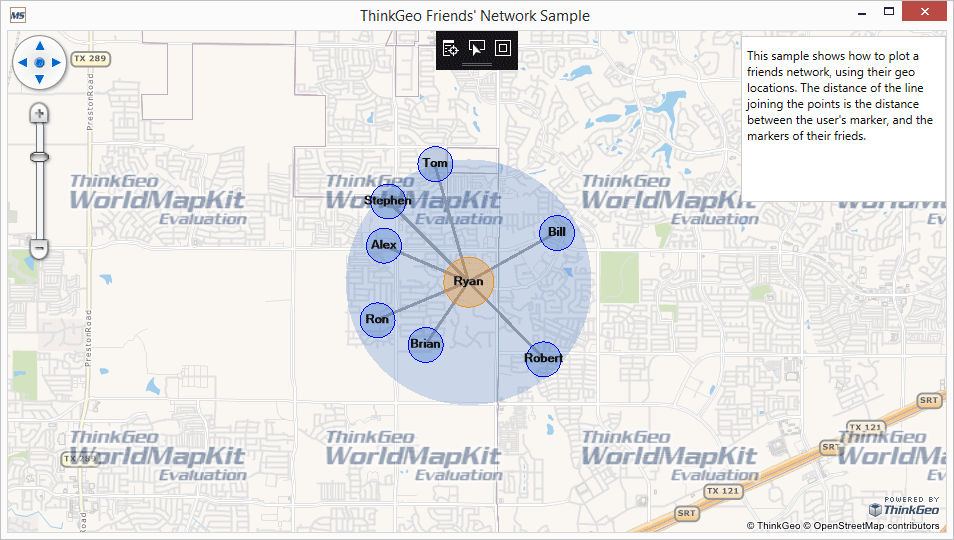 MS
ThinkGeo Friends' Network Sample
TX 289
This sample shows how to plot a
friends network, using their geo
locations. The distance of the line
joining the points is the distance
between the user's marker, and the
markers of their frieds.
PrestonRoad
ThinkGeo
WorldMapKit
Evaluation
ThinkGeo
WorldMapKit
Evaluation
ThinkGeo
WorldMapKit
Evaluation
WorldMapKit
Tom
Stephen
Bill
Alex
Ryan
Ron
Brian
Robert
PrestonRoad
SRT
TX 121
SRT
ThinkGeo
WorldMapKit
Evaluation
ThinkGeo
WorldMapKit
Evaluation
ThinkGeo
WorldMapKit
Evaluation
ThinkGeo
WorldMapKit
Evaluation
TX 289
TX 121
SRT
Road
POWERED BY
ThinkGeo
© ThinkGeo © OpenStreetMap contributors